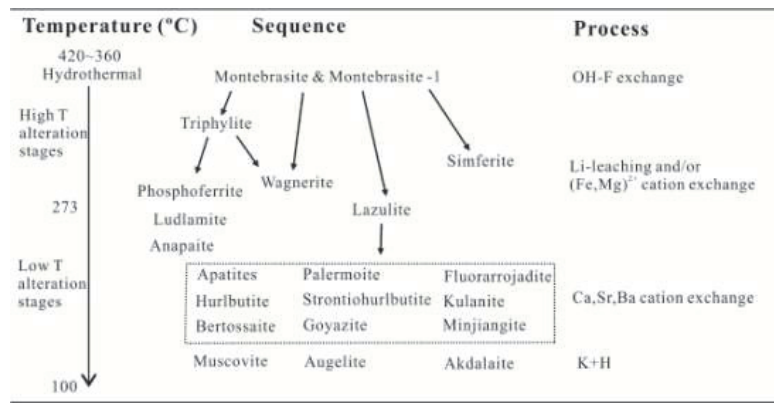 Temperature (°C) Sequence Process
420~360
Hydrothermal Montebrasite & Montebrasite -1 OH-F exchange
High T
alteration
stages
Triphylite
Simferite
Wagnerite
Li-leaching and/or
(Fe,Mg)²⁺ cation exchange
Phosphoferrite
273 Lazulite
Ludlamite
Anapaite
Low T
alteration
stages
Apatites Palermoite Fluorarrojadite
Hurlbutite Strontiohurlbutite Kulanite Ca,Sr,Ba cation exchange
Bertossaite Goyazite Minjiangite
Muscovite Augelite Akdalaite K+H
100